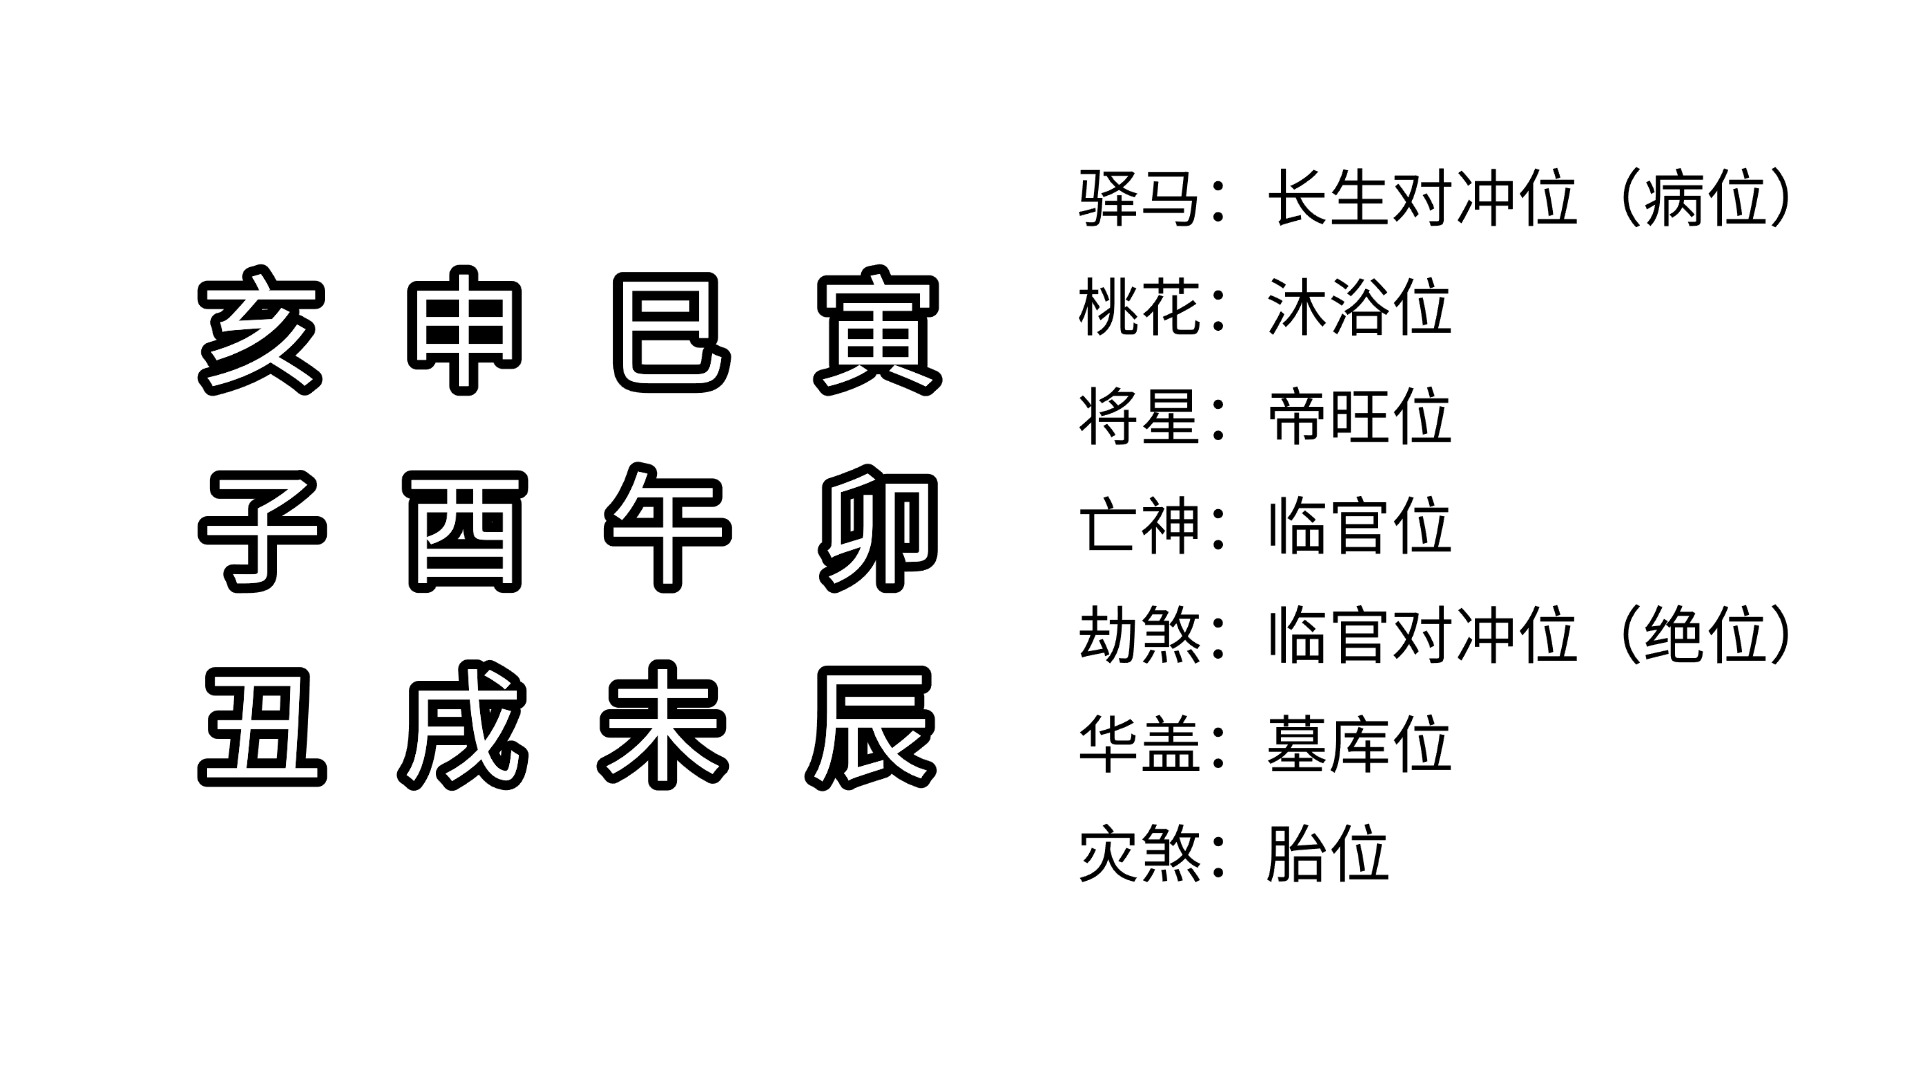 亥 申 巳 寅
子 酉 午 卯
丑 戌 未 辰
驿马：长生对冲位（病位）
桃花：沐浴位
将星：帝旺位
亡神：临官位
劫煞：临官对冲位（绝位）
华盖：墓库位
灾煞：胎位